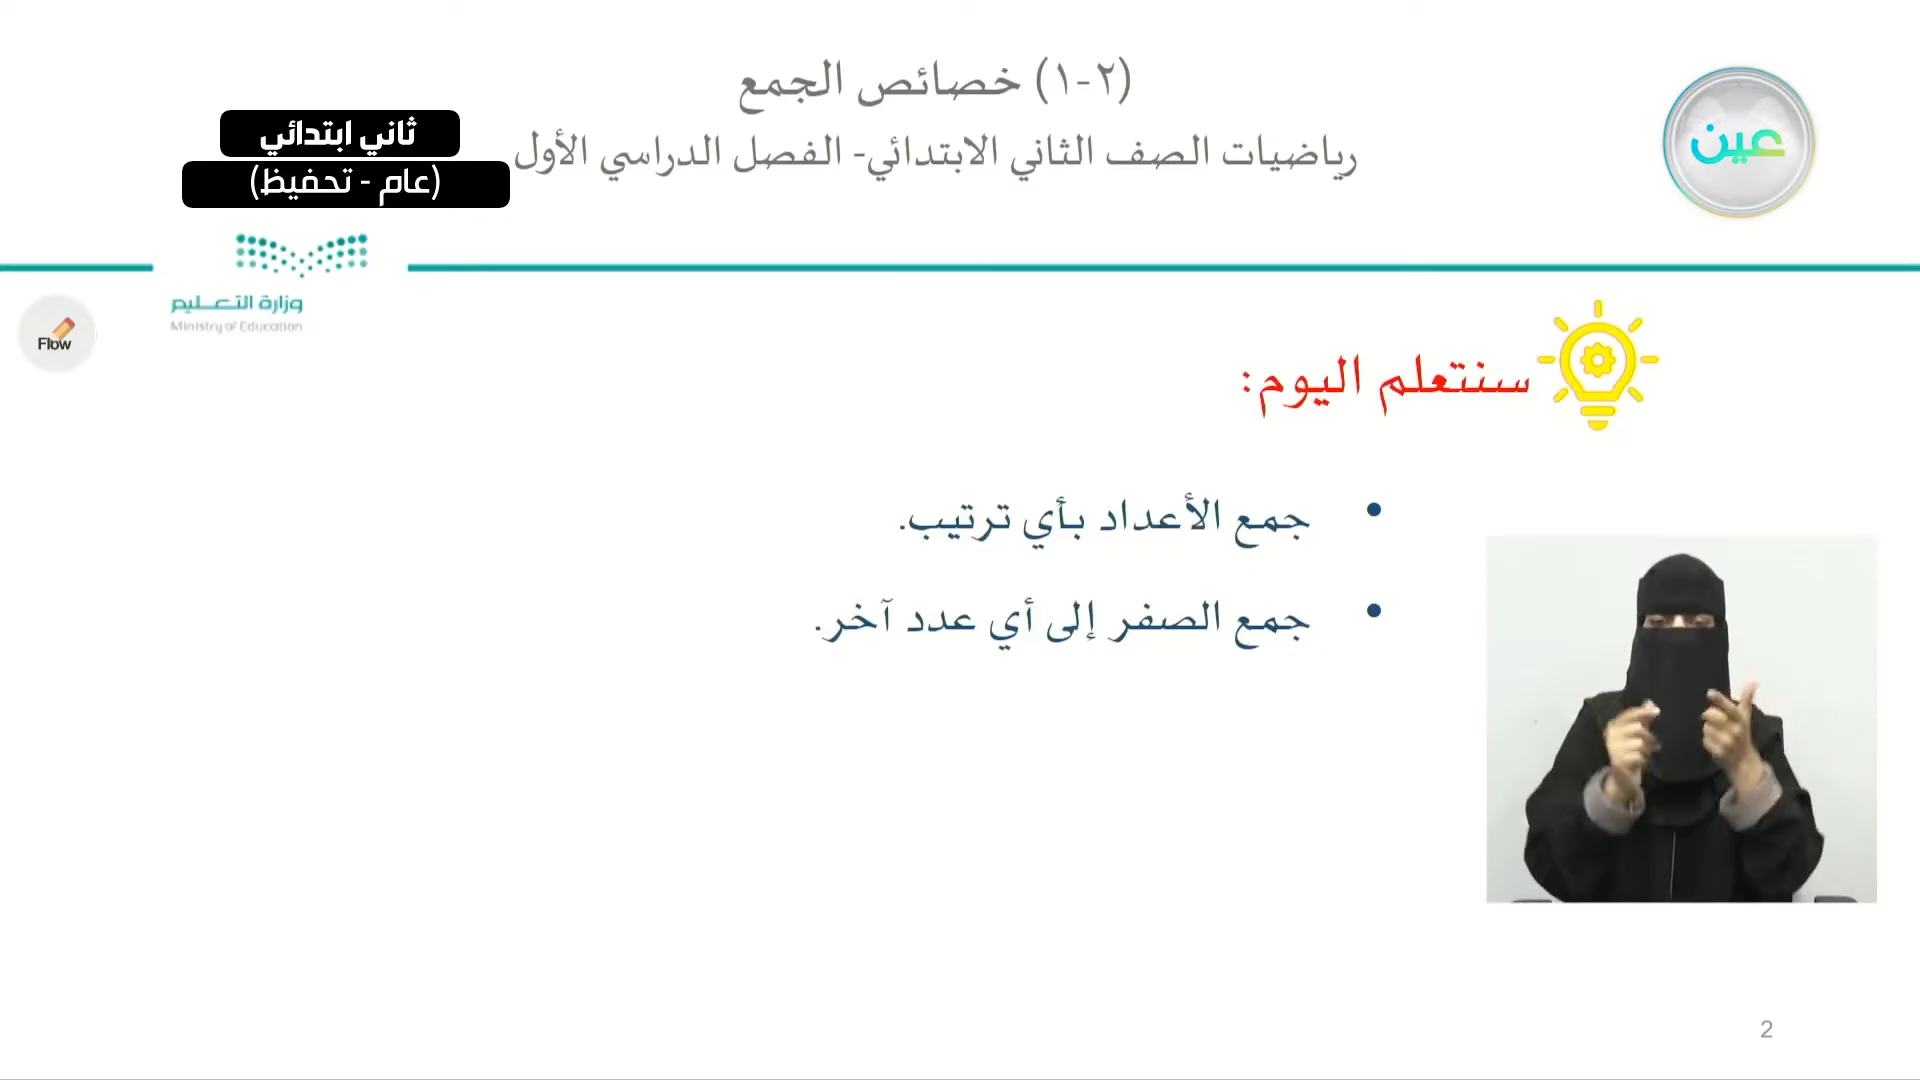 (٢-١) خصائص الجمع
رياضيات الصف الثاني الابتدائي- الفصل الدراسي الأول
ثاني ابتدائي
(عام - تحفيظ)
عين
وزارة التعليم
Ministry of Education
Flow
سنتعلم اليوم:
• جمع الأعداد بأي ترتيب.
• جمع الصفر إلى أي عدد آخر.
2